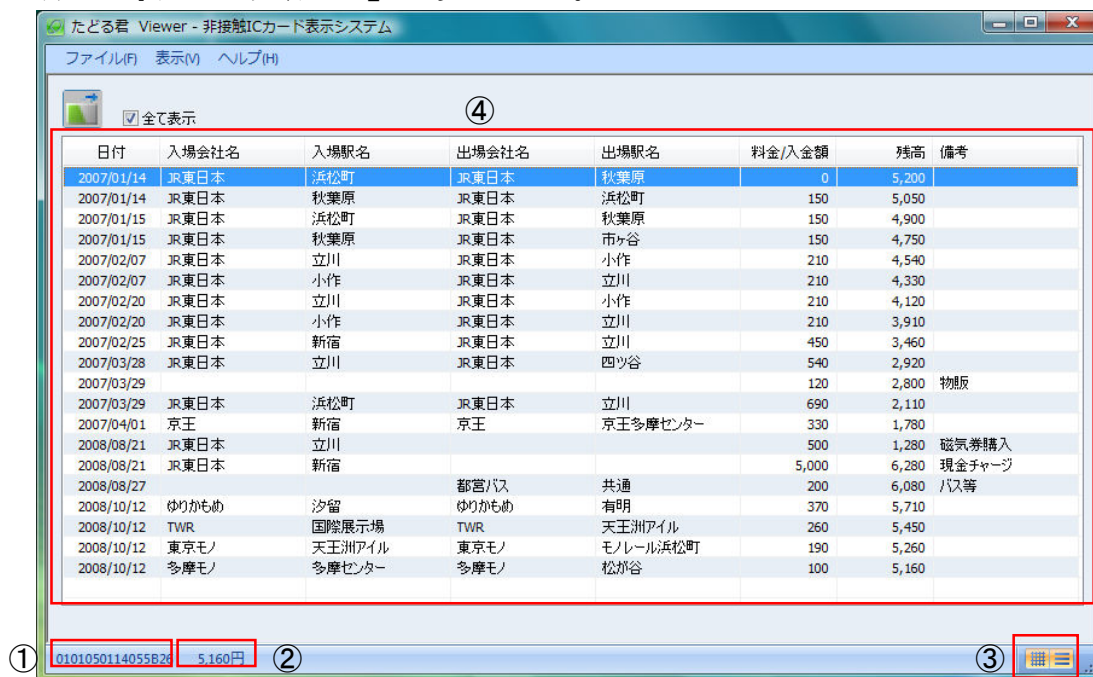 たどる君 Viewer - 非接触ICカード表示システム
ファイル(F) 表示(V) ヘルプ(H)
全て表示 ④
日付 入場会社名 入場駅名 出場会社名 出場駅名 料金/入金額 残高 備考
2007/01/14 JR東日本 浜松町 JR東日本 秋葉原 0 5,200
2007/01/14 JR東日本 秋葉原 JR東日本 浜松町 150 5,050
2007/01/15 JR東日本 浜松町 JR東日本 秋葉原 150 4,900
2007/01/15 JR東日本 秋葉原 JR東日本 市ヶ谷 150 4,750
2007/02/07 JR東日本 立川 JR東日本 小作 210 4,540
2007/02/07 JR東日本 小作 JR東日本 立川 210 4,330
2007/02/20 JR東日本 立川 JR東日本 小作 210 4,120
2007/02/20 JR東日本 小作 JR東日本 立川 210 3,910
2007/02/25 JR東日本 新宿 JR東日本 立川 450 3,460
2007/03/28 JR東日本 立川 JR東日本 四ツ谷 540 2,920
2007/03/29 120 2,800 物販
2007/03/29 JR東日本 浜松町 JR東日本 立川 690 2,110
2007/04/01 京王 新宿 京王 京王多摩センター 330 1,780
2008/08/21 JR東日本 立川 500 1,280 磁気券購入
2008/08/21 JR東日本 新宿 5,000 6,280 現金チャージ
2008/08/27 都営バス 共通 200 6,080 バス等
2008/10/12 ゆりかもめ 汐留 ゆりかもめ 有明 370 5,710
2008/10/12 TWR 国際展示場 TWR 天王洲アイル 260 5,450
2008/10/12 東京モノ 天王洲アイル 東京モノ モノレール浜松町 190 5,260
2008/10/12 多摩モノ 多摩センター 多摩モノ 松が谷 100 5,160
① 0101050114055B26 5,160円 ② ③